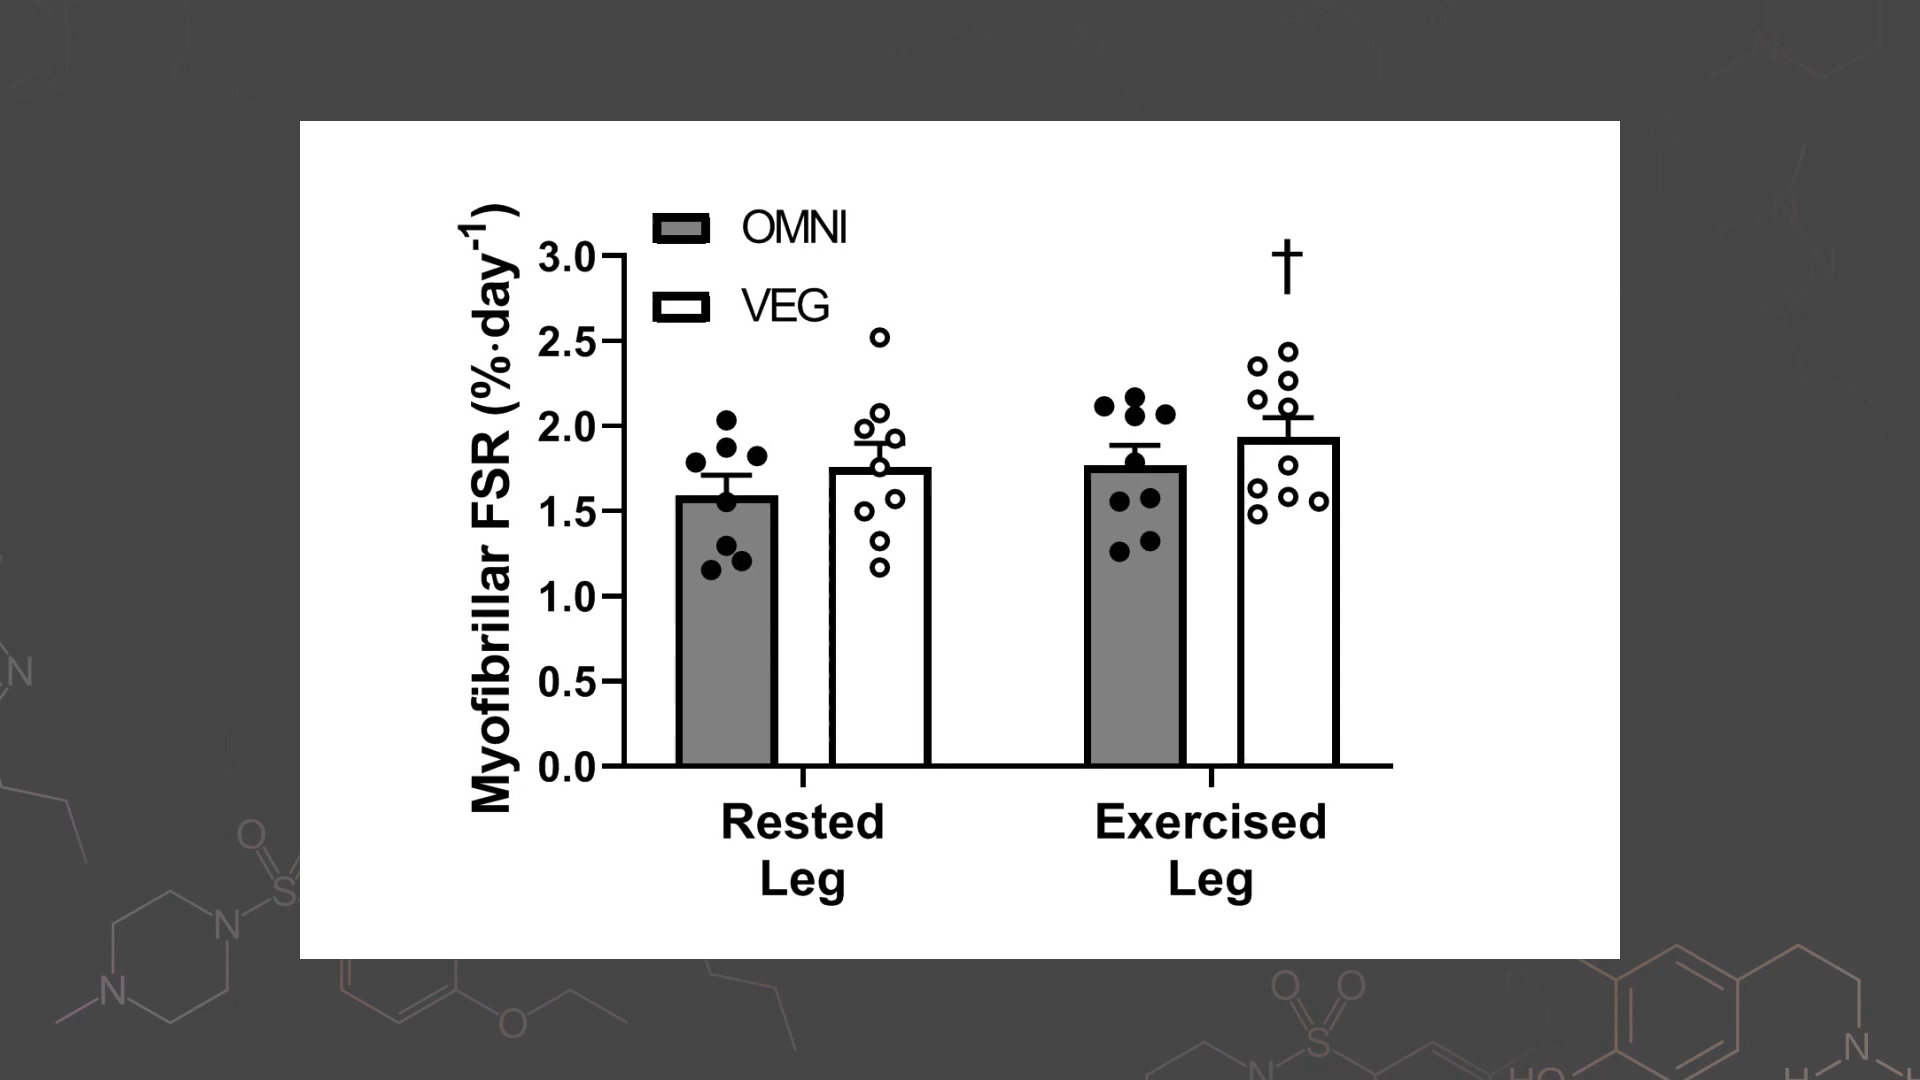 Myofibrillar FSR (%·day⁻¹)
OMNI
VEG
†
3.0
2.5
2.0
1.5
1.0
0.5
0.0
Rested
Leg
Exercised
Leg
N
O
S
N
N
O
O
O
S
N
HO
N
H
H